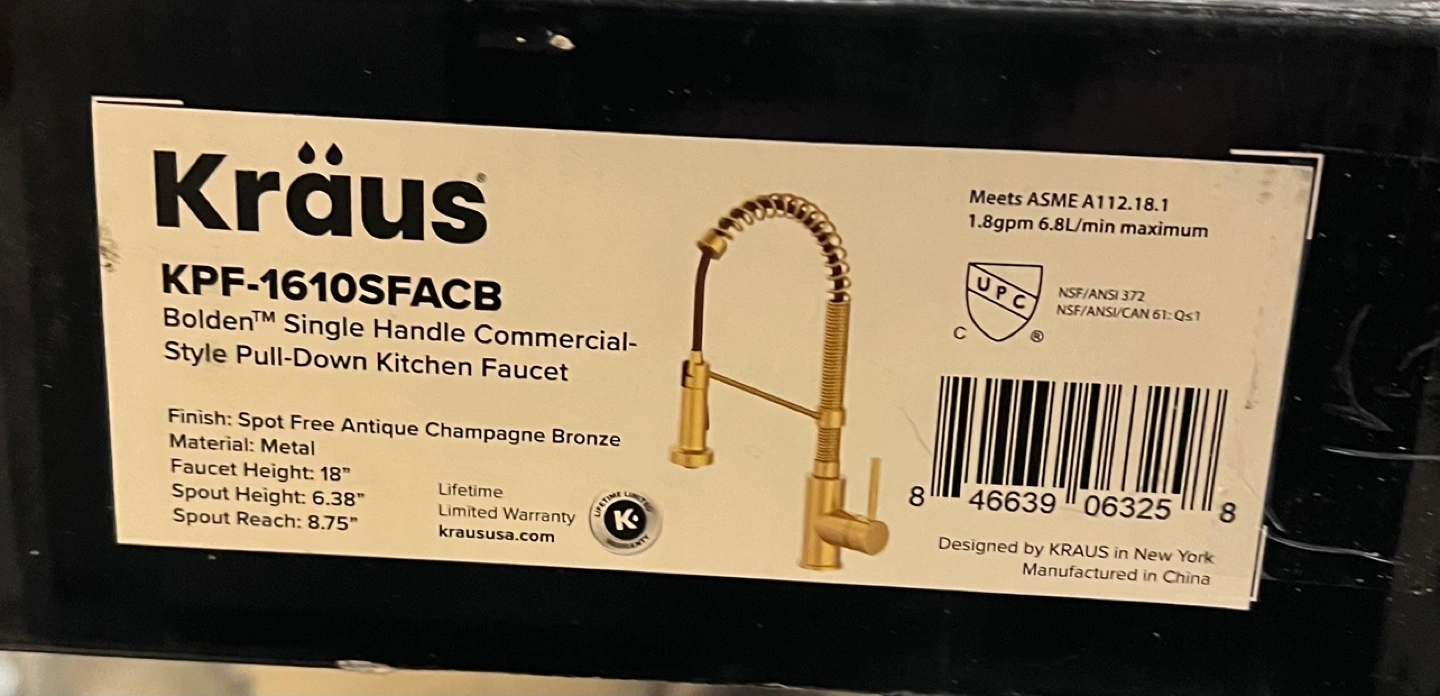 Kräus®
KPF-1610SFACB
Bolden™ Single Handle Commercial-
Style Pull-Down Kitchen Faucet
Finish: Spot Free Antique Champagne Bronze
Material: Metal
Faucet Height: 18"
Spout Height: 6.38"
Spout Reach: 8.75"
Lifetime
Limited Warranty
kraususa.com
LIFETIME LIMITED
K
WARRANTY
Meets ASME A112.18.1
1.8gpm 6.8L/min maximum
UPC
C ®
NSF/ANSI 372
NSF/ANSI/CAN 61: Q≤1
8 46639 06325 8
Designed by KRAUS in New York
Manufactured in China